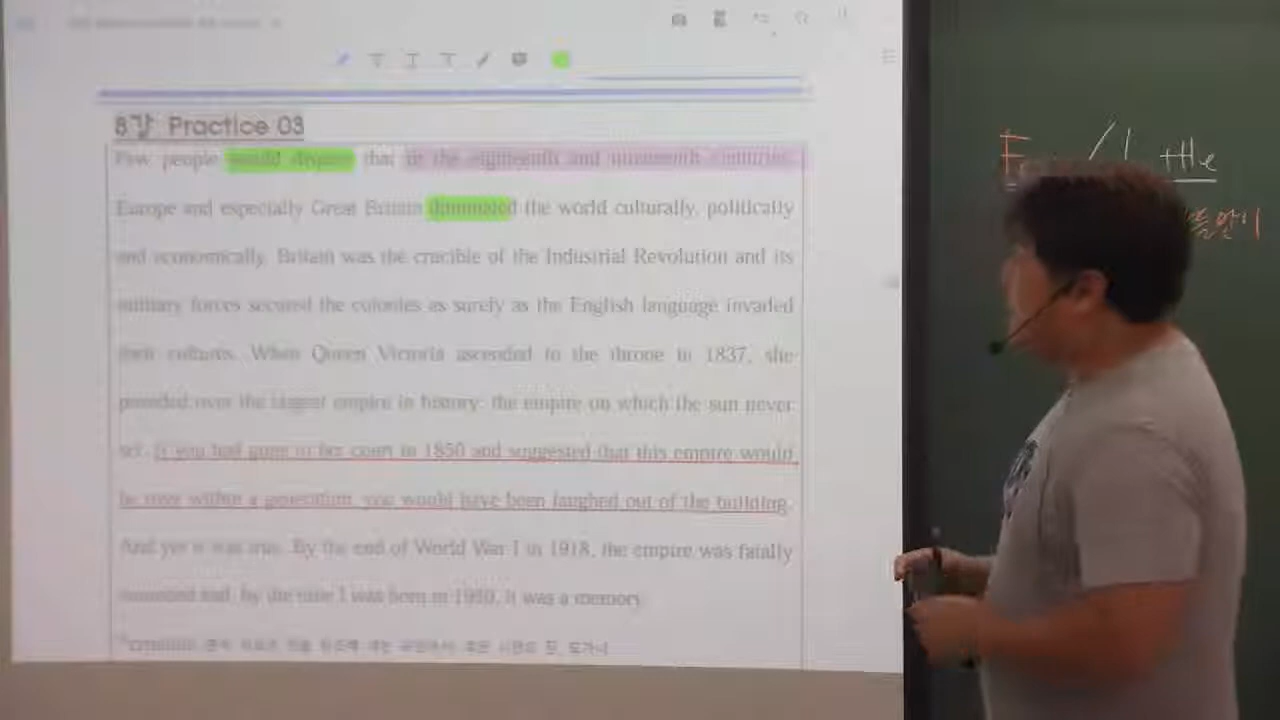 8강 Practice 03
Few people would dispute that in the eighteenth and nineteenth centuries,
Europe and especially Great Britain dominated the world culturally, politically
and economically. Britain was the crucible of the Industrial Revolution and its
military forces secured the colonies as surely as the English language invaded
their cultures. When Queen Victoria ascended to the throne in 1837, she
presided over the largest empire in history: the empire on which the sun never
set. If you had gone to her court in 1850 and suggested that this empire would
be over within a generation, you would have been laughed out of the building.
And yet it was true. By the end of World War I in 1918, the empire was fatally
wounded and, by the time I was born in 1950, it was a memory.
*crucible